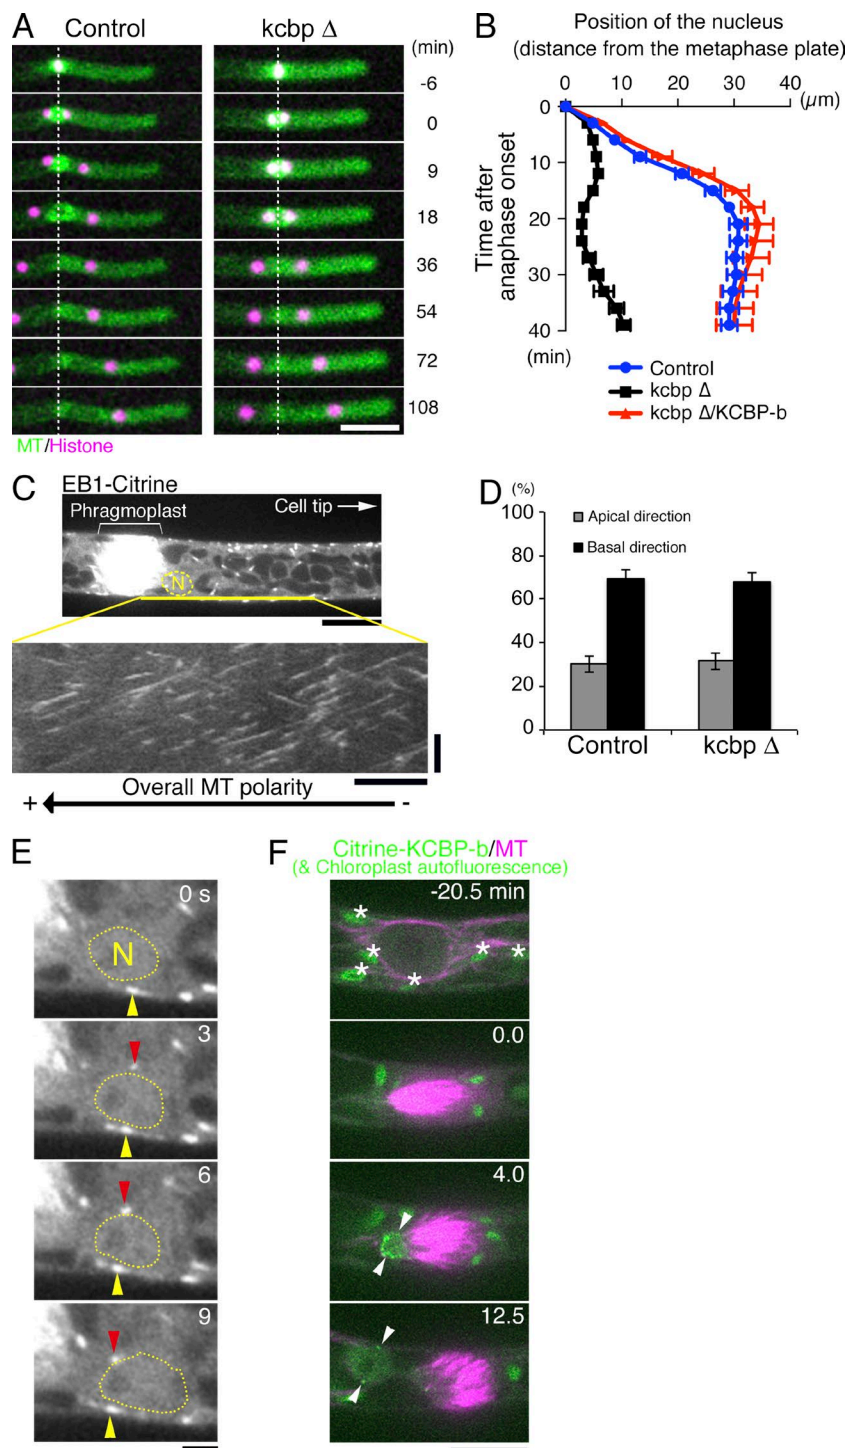 A
Control
kcbp Δ
(min)
-6
0
9
18
36
54
72
108
MT/Histone
B
Position of the nucleus
(distance from the metaphase plate)
0 10 20 30 40 (μm)
Time after
anaphase onset
0
10
20
30
40
(min)
Control
kcbp Δ
kcbp Δ/KCBP-b
C
EB1-Citrine
Phragmoplast
Cell tip
N
Overall MT polarity
+
-
D
(%)
100
80
60
40
20
0
Apical direction
Basal direction
Control
kcbp Δ
E
0 s
N
3
6
9
F
Citrine-KCBP-b/MT
(& Chloroplast autofluorescence)
-20.5 min
* * * * * *
0.0
4.0
12.5